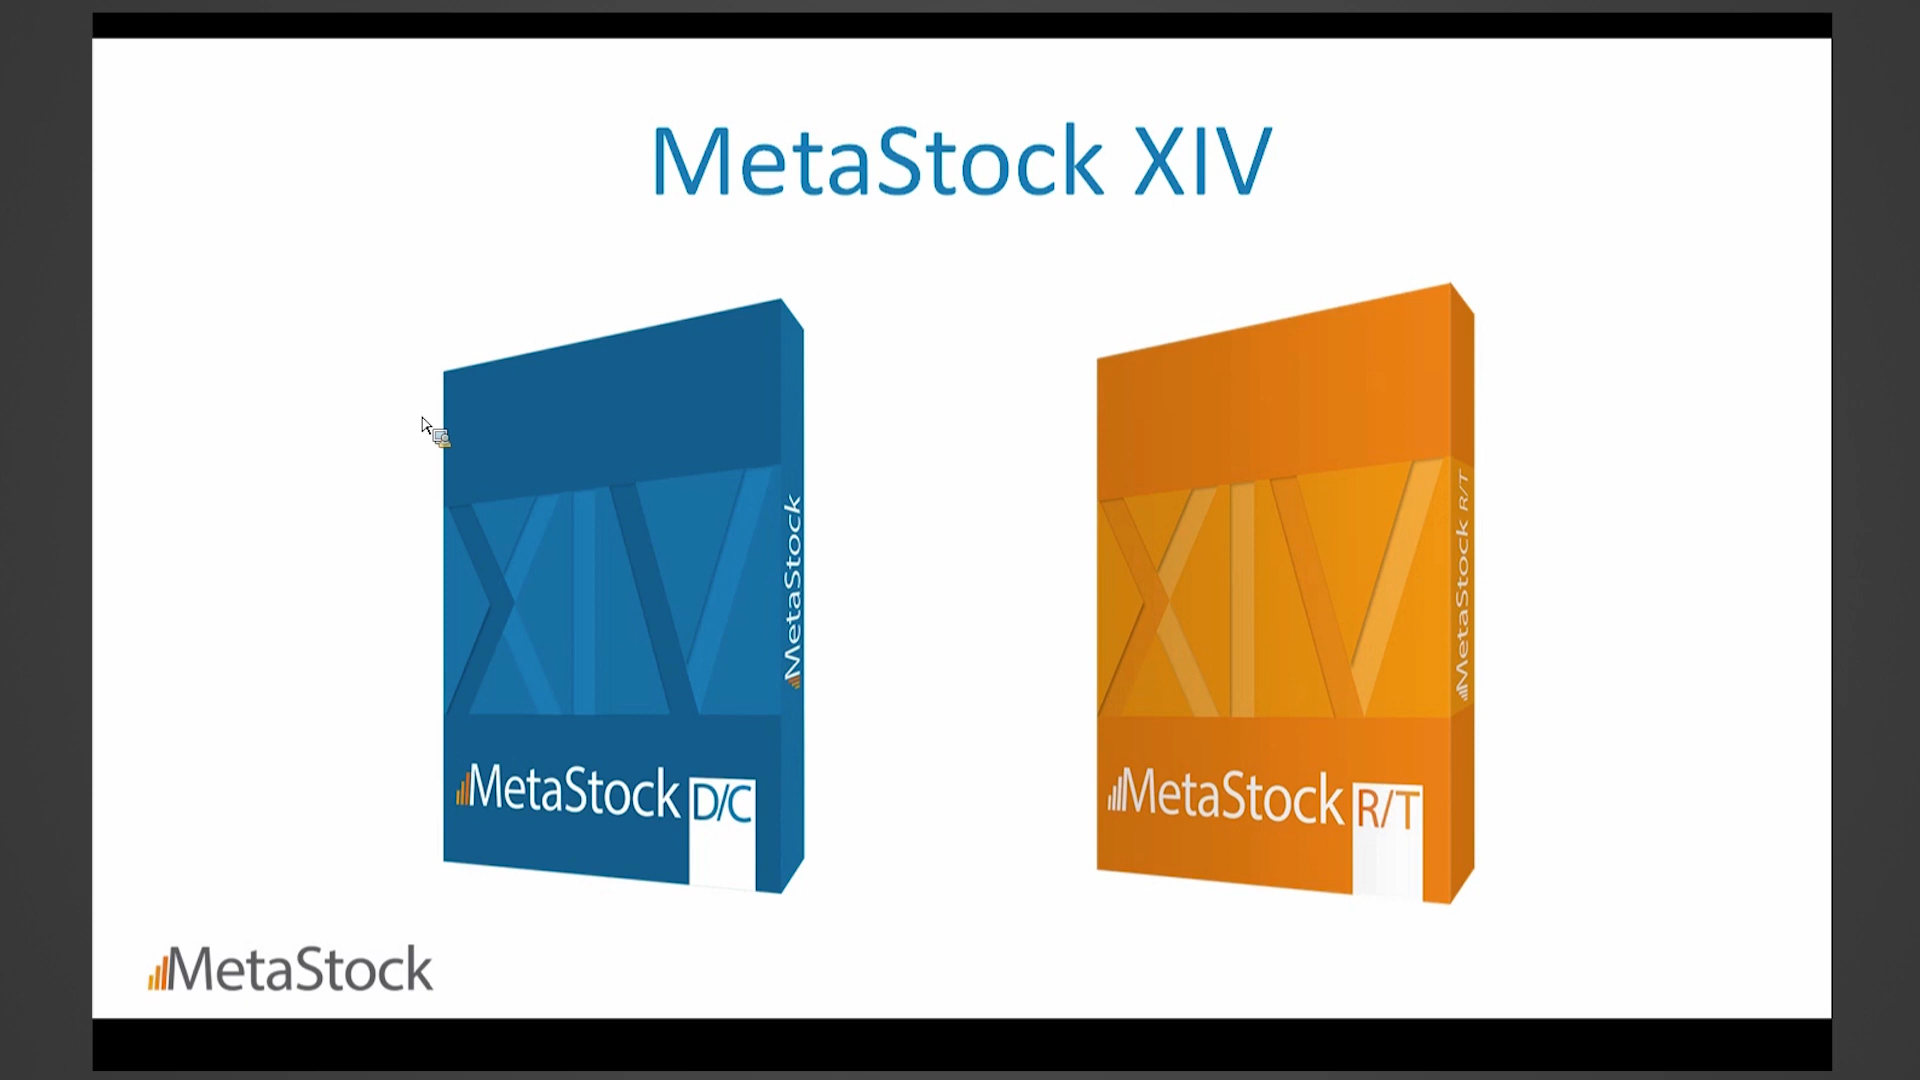 MetaStock XIV
XIV
MetaStock
MetaStock D/C
XIV
MetaStock R/T
MetaStock R/T
MetaStock